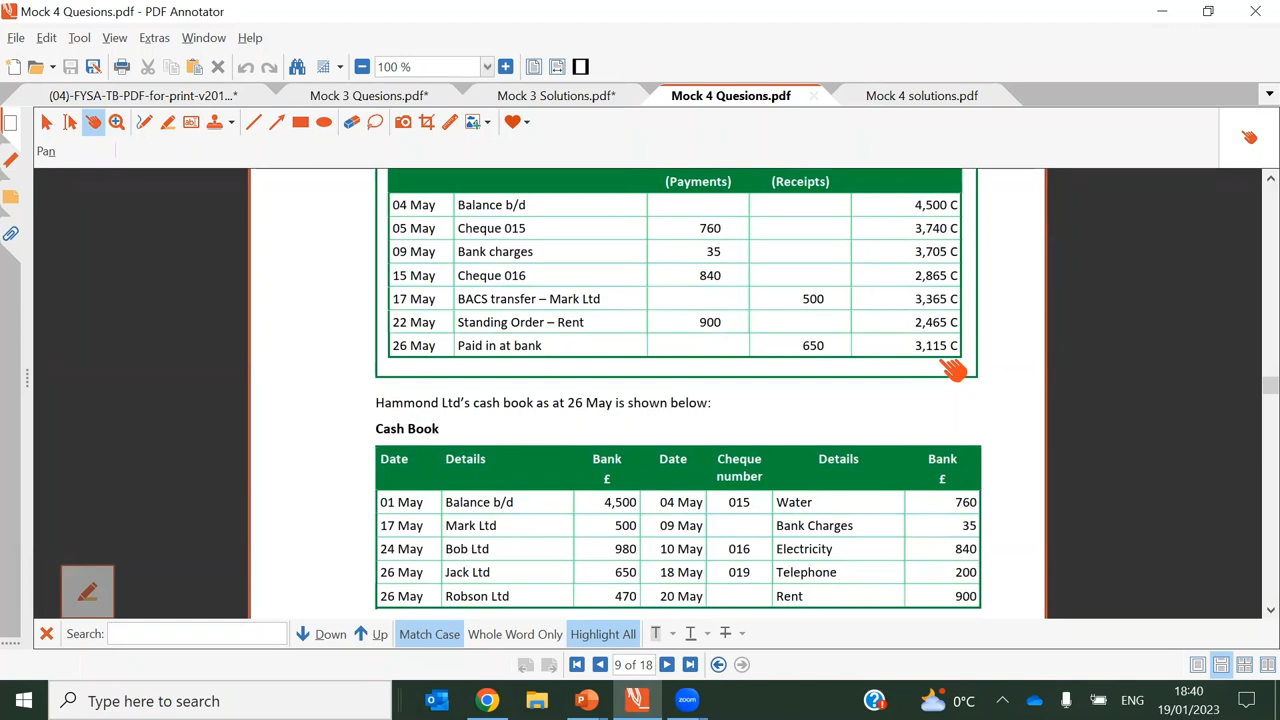 Mock 4 Quesions.pdf - PDF Annotator
File Edit Tool View Extras Window Help
100 %
(04)-FYSA-TB-PDF-for-print-v201...* Mock 3 Quesions.pdf* Mock 3 Solutions.pdf* Mock 4 Quesions.pdf Mock 4 solutions.pdf
Pan
(Payments) (Receipts)
04 May Balance b/d 4,500 C
05 May Cheque 015 760 3,740 C
09 May Bank charges 35 3,705 C
15 May Cheque 016 840 2,865 C
17 May BACS transfer – Mark Ltd 500 3,365 C
22 May Standing Order – Rent 900 2,465 C
26 May Paid in at bank 650 3,115 C
Hammond Ltd's cash book as at 26 May is shown below:
Cash Book
Date Details Bank Date Cheque Details Bank
£ number £
01 May Balance b/d 4,500 04 May 015 Water 760
17 May Mark Ltd 500 09 May Bank Charges 35
24 May Bob Ltd 980 10 May 016 Electricity 840
26 May Jack Ltd 650 18 May 019 Telephone 200
26 May Robson Ltd 470 20 May Rent 900
Search: Down Up Match Case Whole Word Only Highlight All T T T
9 of 18
Type here to search zoom 0°C ENG 18:40
19/01/2023